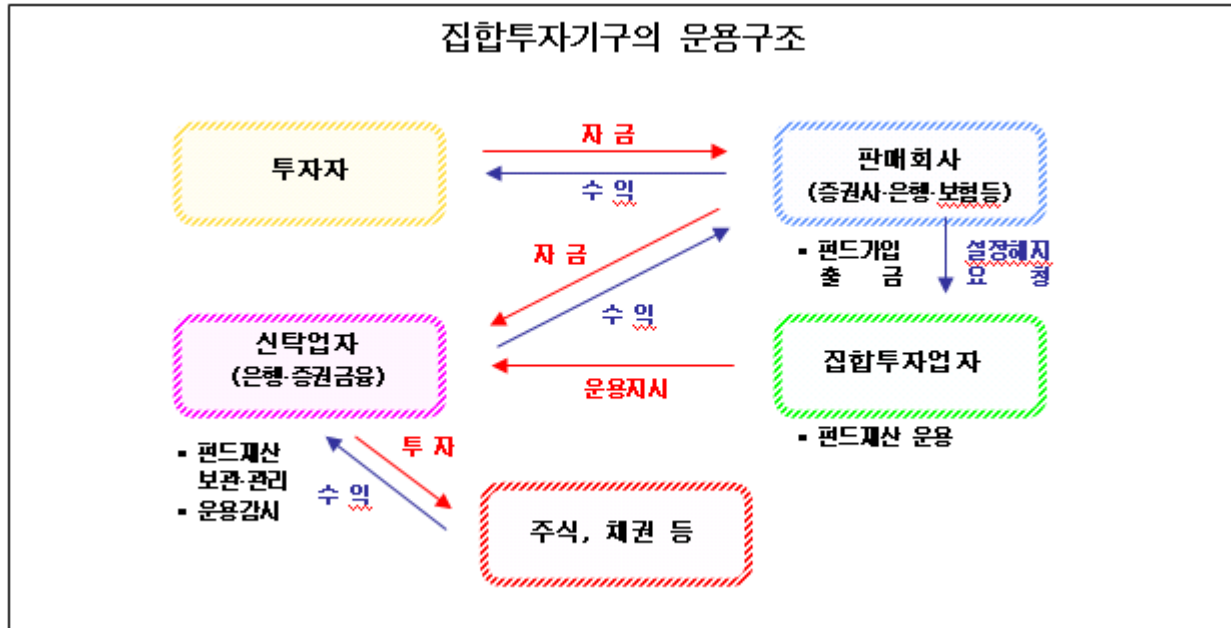 집합투자기구의 운용구조
투자자
자 금
수 익
판매회사
(증권사·은행·보험등)
자 금
수 익
▪ 펀드가입
출 금
설정해지
요 청
신탁업자
(은행·증권금융)
운용지시
집합투자업자
▪ 펀드재산 운용
▪ 펀드재산
보관·관리
▪ 운용감시
투 자
수 익
주식, 채권 등